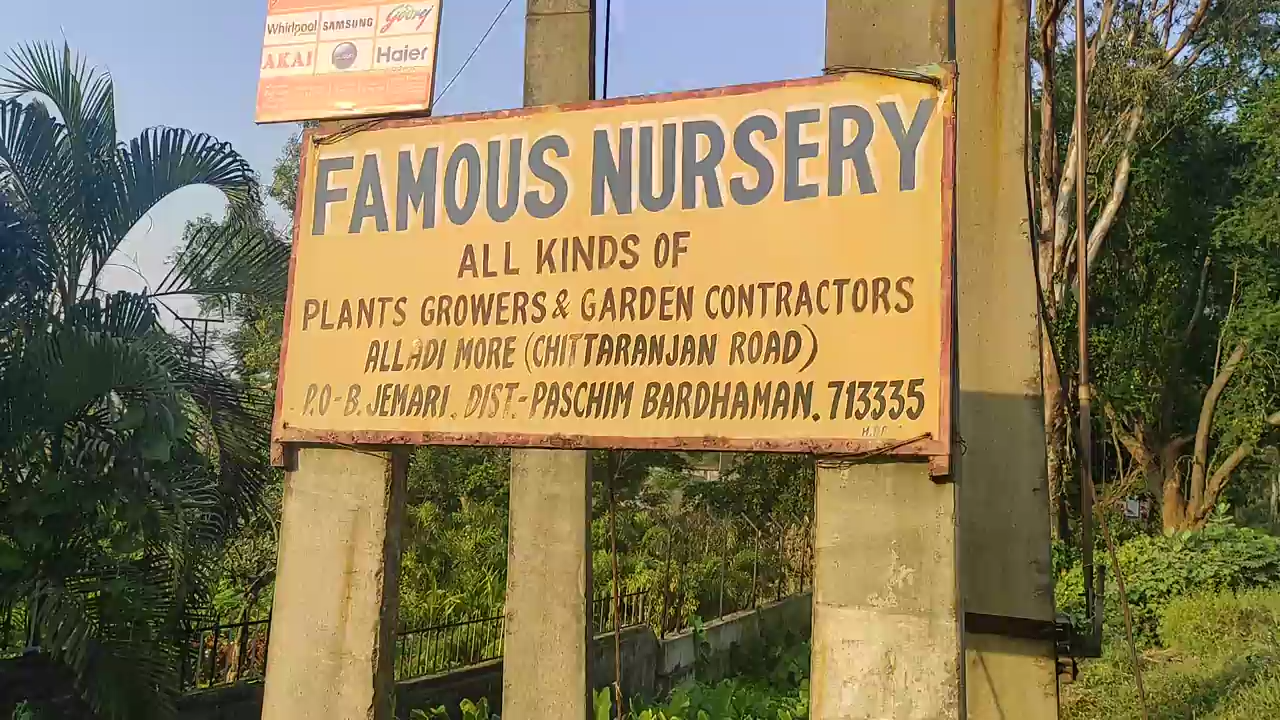 Whirlpool SAMSUNG Godrej
AKAI Haier
FAMOUS NURSERY
ALL KINDS OF
PLANTS GROWERS & GARDEN CONTRACTORS
ALLADI MORE (CHITTARANJAN ROAD)
P.O-B. JEMARI. DIST.-PASCHIM BARDHAMAN. 713335